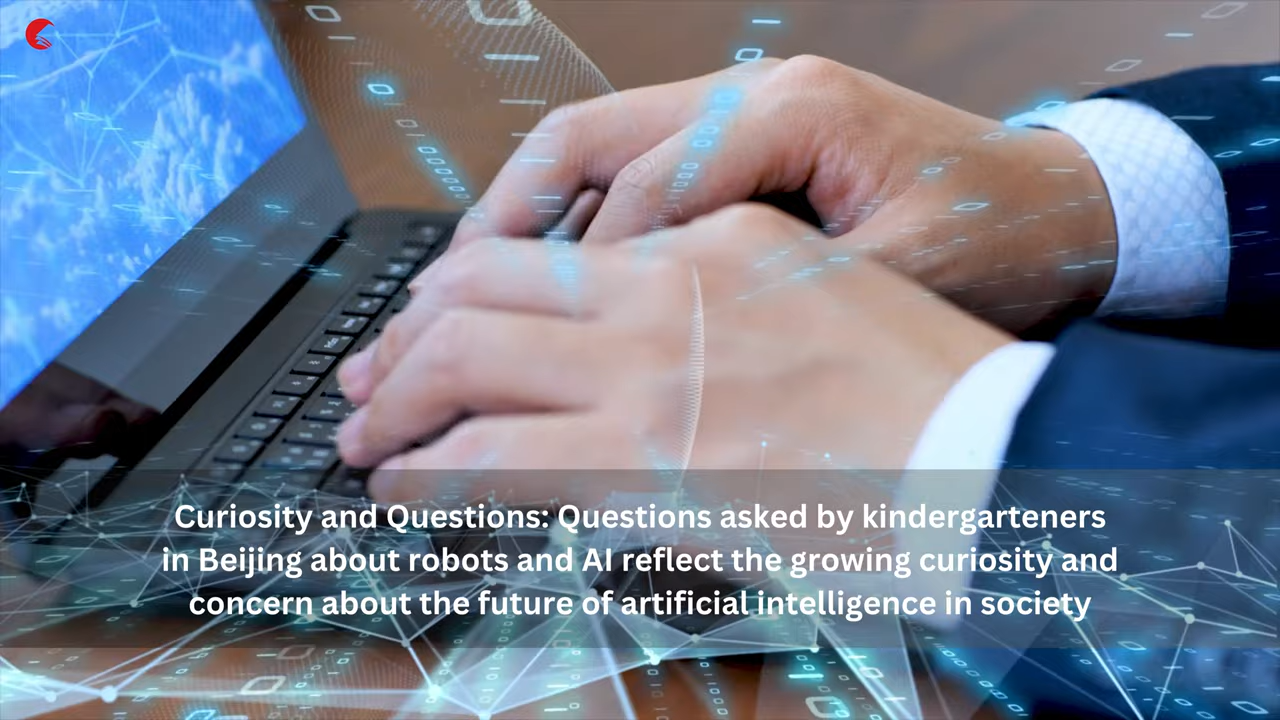 Curiosity and Questions: Questions asked by kindergarteners
in Beijing about robots and AI reflect the growing curiosity and
concern about the future of artificial intelligence in society